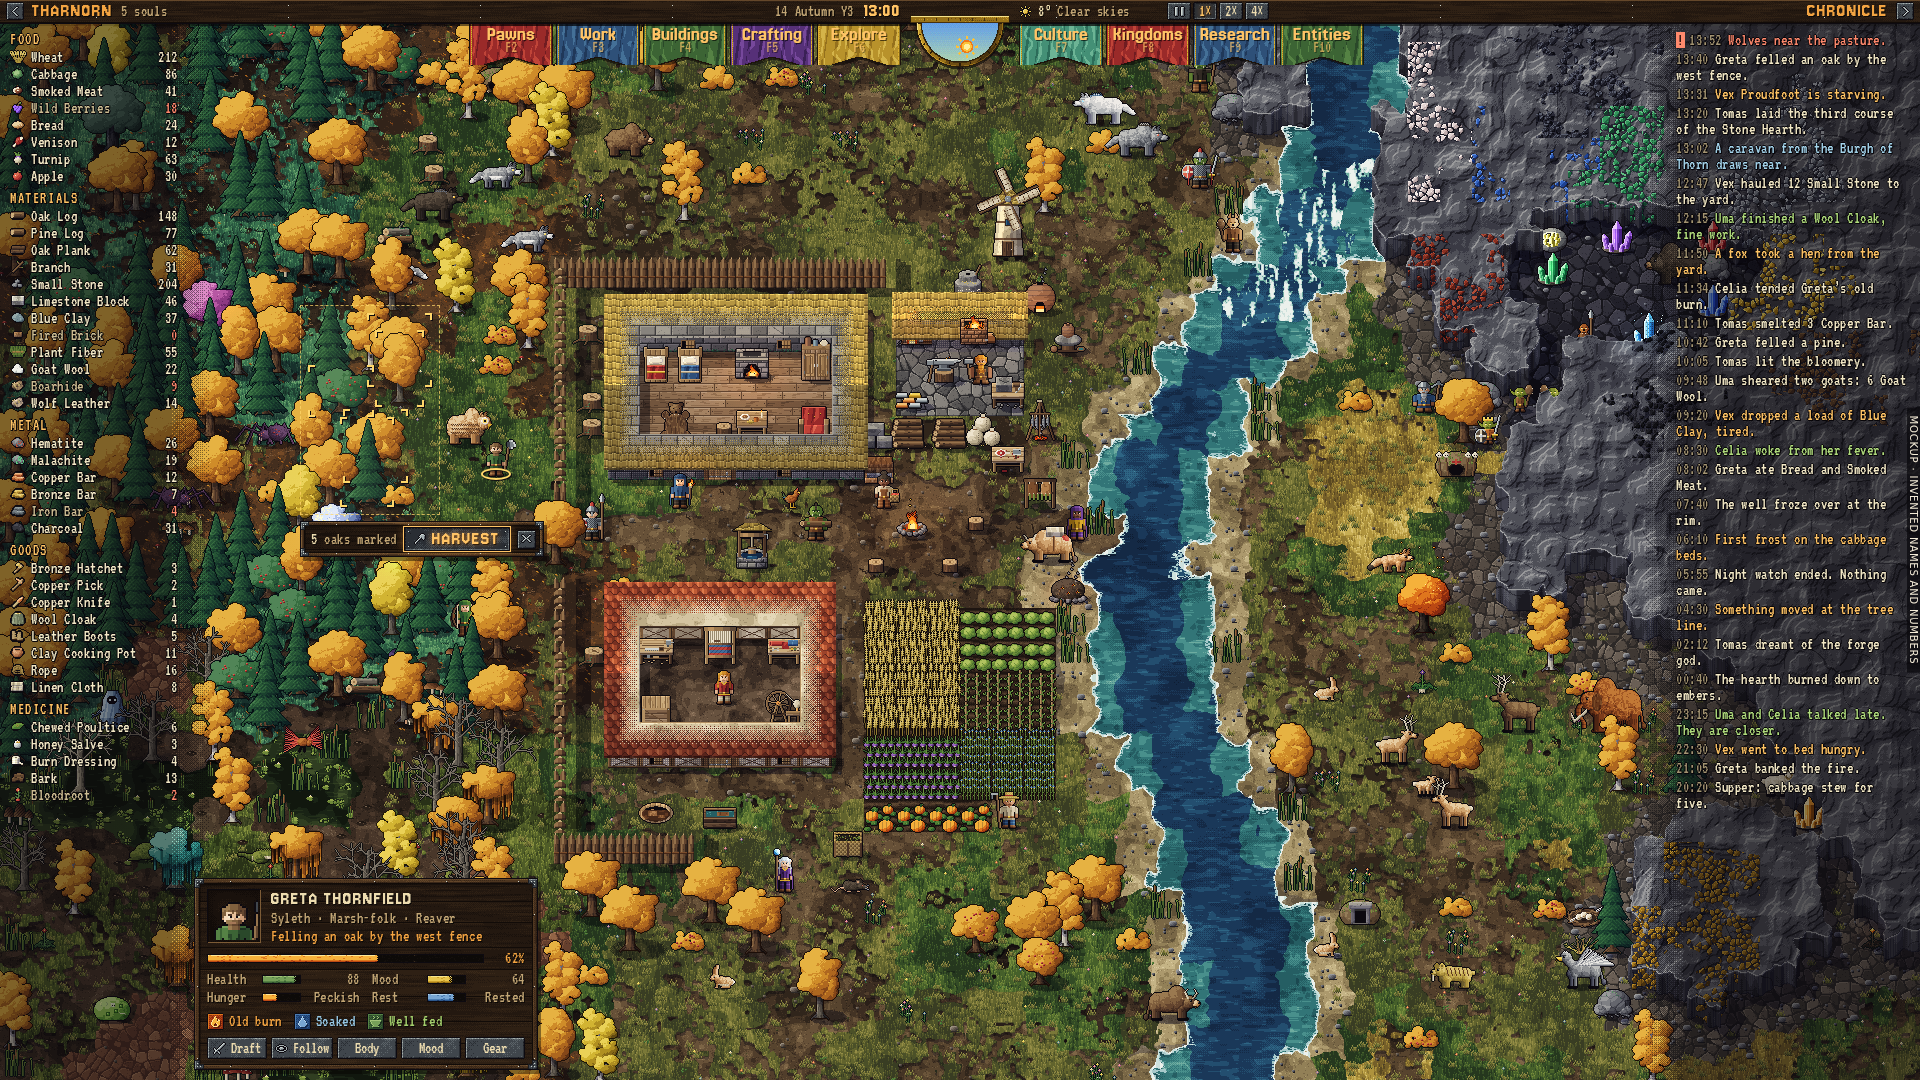 THARNORN 5 souls
14 Autumn Y3 13:00
8° Clear skies
1X 2X 4X
CHRONICLE
Pawns F2
Work F3
Buildings F4
Crafting F5
Explore
Culture
Kingdoms F8
Research F9
Entities F10
FOOD
Wheat 212
Cabbage 86
Smoked Meat 41
Wild Berries 18
Bread 24
Venison 12
Turnip 63
Apple 30
MATERIALS
Oak Log 148
Pine Log 77
Oak Plank 62
Branch 31
Small Stone 204
Limestone Block 46
Blue Clay 37
Fired Brick 0
Plant Fiber 55
Goat Wool 22
Boarhide 9
Wolf Leather 14
METAL
Hematite 26
Malachite 19
Copper Bar 12
Bronze Bar 7
Iron Bar 4
Charcoal 31
GOODS
Bronze Hatchet 3
Copper Pick 2
Copper Knife 1
Wool Cloak 4
Leather Boots 5
Clay Cooking Pot 11
Rope 16
Linen Cloth 8
MEDICINE
Chewed Poultice 6
Honey Salve 3
Burn Dressing 4
Bark 13
Bloodroot 2
5 oaks marked HARVEST
GRETA THORNFIELD
Syleth · Marsh-folk · Reaver
Felling an oak by the west fence
62%
Health 88 Mood 64
Hunger Peckish Rest Rested
Old burn Soaked Well fed
Draft Follow Body Mood Gear
! 13:52 Wolves near the pasture.
13:40 Greta felled an oak by the
west fence.
13:31 Vex Proudfoot is starving.
13:20 Tomas laid the third course
of the Stone Hearth.
13:02 A caravan from the Burgh of
Thorn draws near.
12:47 Vex hauled 12 Small Stone to
the yard.
12:15 Uma finished a Wool Cloak,
fine work.
11:50 A fox took a hen from the
yard.
11:34 Celia tended Greta's old
burn.
11:10 Tomas smelted 3 Copper Bar.
10:42 Greta felled a pine.
10:05 Tomas lit the bloomery.
09:48 Uma sheared two goats: 6 Goat
Wool.
09:20 Vex dropped a load of Blue
Clay, tired.
08:30 Celia woke from her fever.
08:02 Greta ate Bread and Smoked
Meat.
07:40 The well froze over at the
rim.
06:10 First frost on the cabbage
beds.
05:55 Night watch ended. Nothing
came.
04:30 Something moved at the tree
line.
02:12 Tomas dreamt of the forge
god.
00:40 The hearth burned down to
embers.
23:15 Uma and Celia talked late.
They are closer.
22:30 Vex went to bed hungry.
21:05 Greta banked the fire.
20:20 Supper: cabbage stew for
five.
MOCKUP · INVENTED NAMES AND NUMBERS